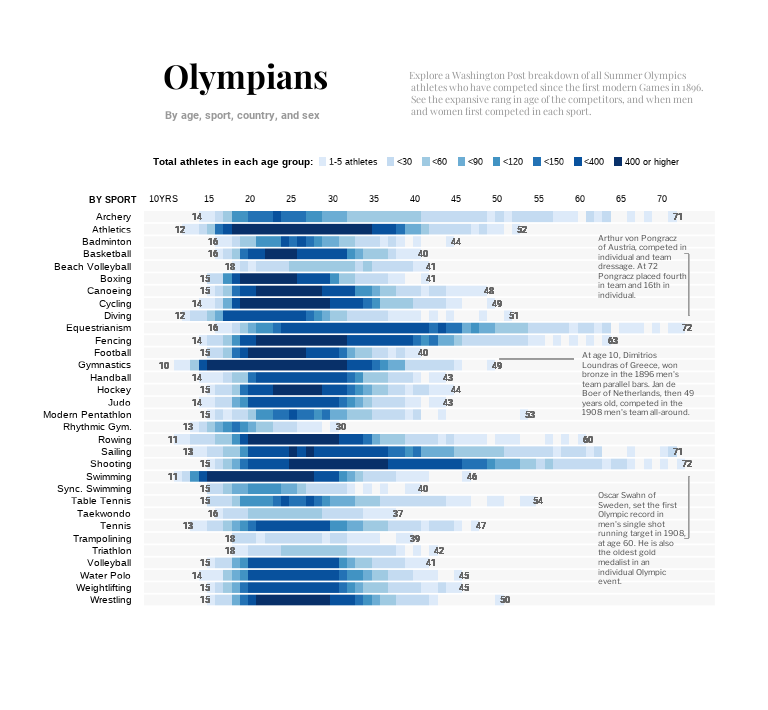 Olympians
By age, sport, country, and sex
Explore a Washington Post breakdown of all Summer Olympics
athletes who have competed since the first modern Games in 1896.
See the expansive rang in age of the competitors, and when men
and women first competed in each sport.
Total athletes in each age group: 1-5 athletes <30 <60 <90 <120 <150 <400 400 or higher
BY SPORT 10YRS 15 20 25 30 35 40 45 50 55 60 65 70
Archery 14 71
Athletics 12 52
Badminton 16 44
Basketball 16 40
Beach Volleyball 18 41
Boxing 15 41
Canoeing 15 48
Cycling 14 49
Diving 12 51
Equestrianism 16 72
Fencing 14 63
Football 15 40
Gymnastics 10 49
Handball 14 43
Hockey 15 44
Judo 14 43
Modern Pentathlon 15 53
Rhythmic Gym. 13 30
Rowing 11 60
Sailing 13 71
Shooting 15 72
Swimming 11 46
Sync. Swimming 15 40
Table Tennis 15 54
Taekwondo 16 37
Tennis 13 47
Trampolining 18 39
Triathlon 18 42
Volleyball 15 41
Water Polo 14 45
Weightlifting 15 45
Wrestling 15 50
Arthur von Pongracz
of Austria, competed in
individual and team
dressage. At 72
Pongracz placed fourth
in team and 16th in
individual.
At age 10, Dimitrios
Loundras of Greece, won
bronze in the 1896 men's
team parallel bars. Jan de
Boer of Netherlands, then 49
years old, competed in the
1908 men's team all-around.
Oscar Swahn of
Sweden, set the first
Olympic record in
men's single shot
running target in 1908,
at age 60. He is also
the oldest gold
medalist in an
individual Olympic
event.